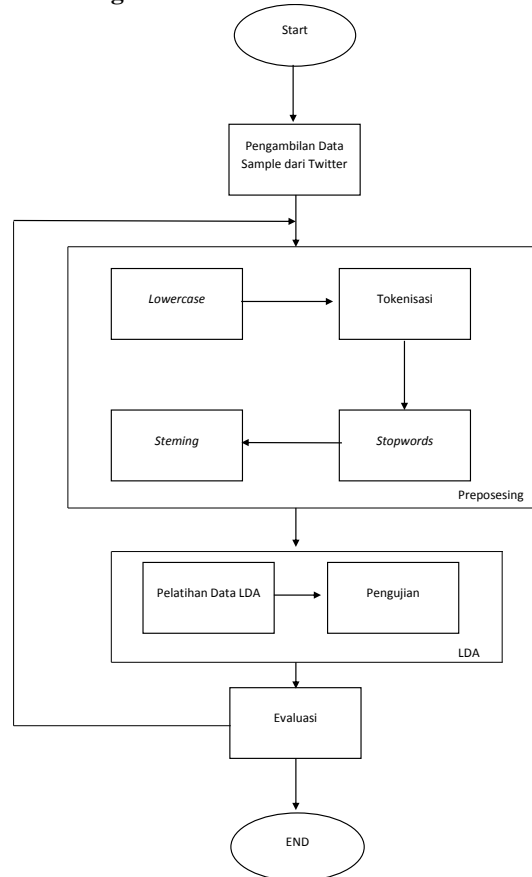 Start
Pengambilan Data
Sample dari Twitter
Lowercase
Tokenisasi
Steming
Stopwords
Preposesing
Pelatihan Data LDA
Pengujian
LDA
Evaluasi
END